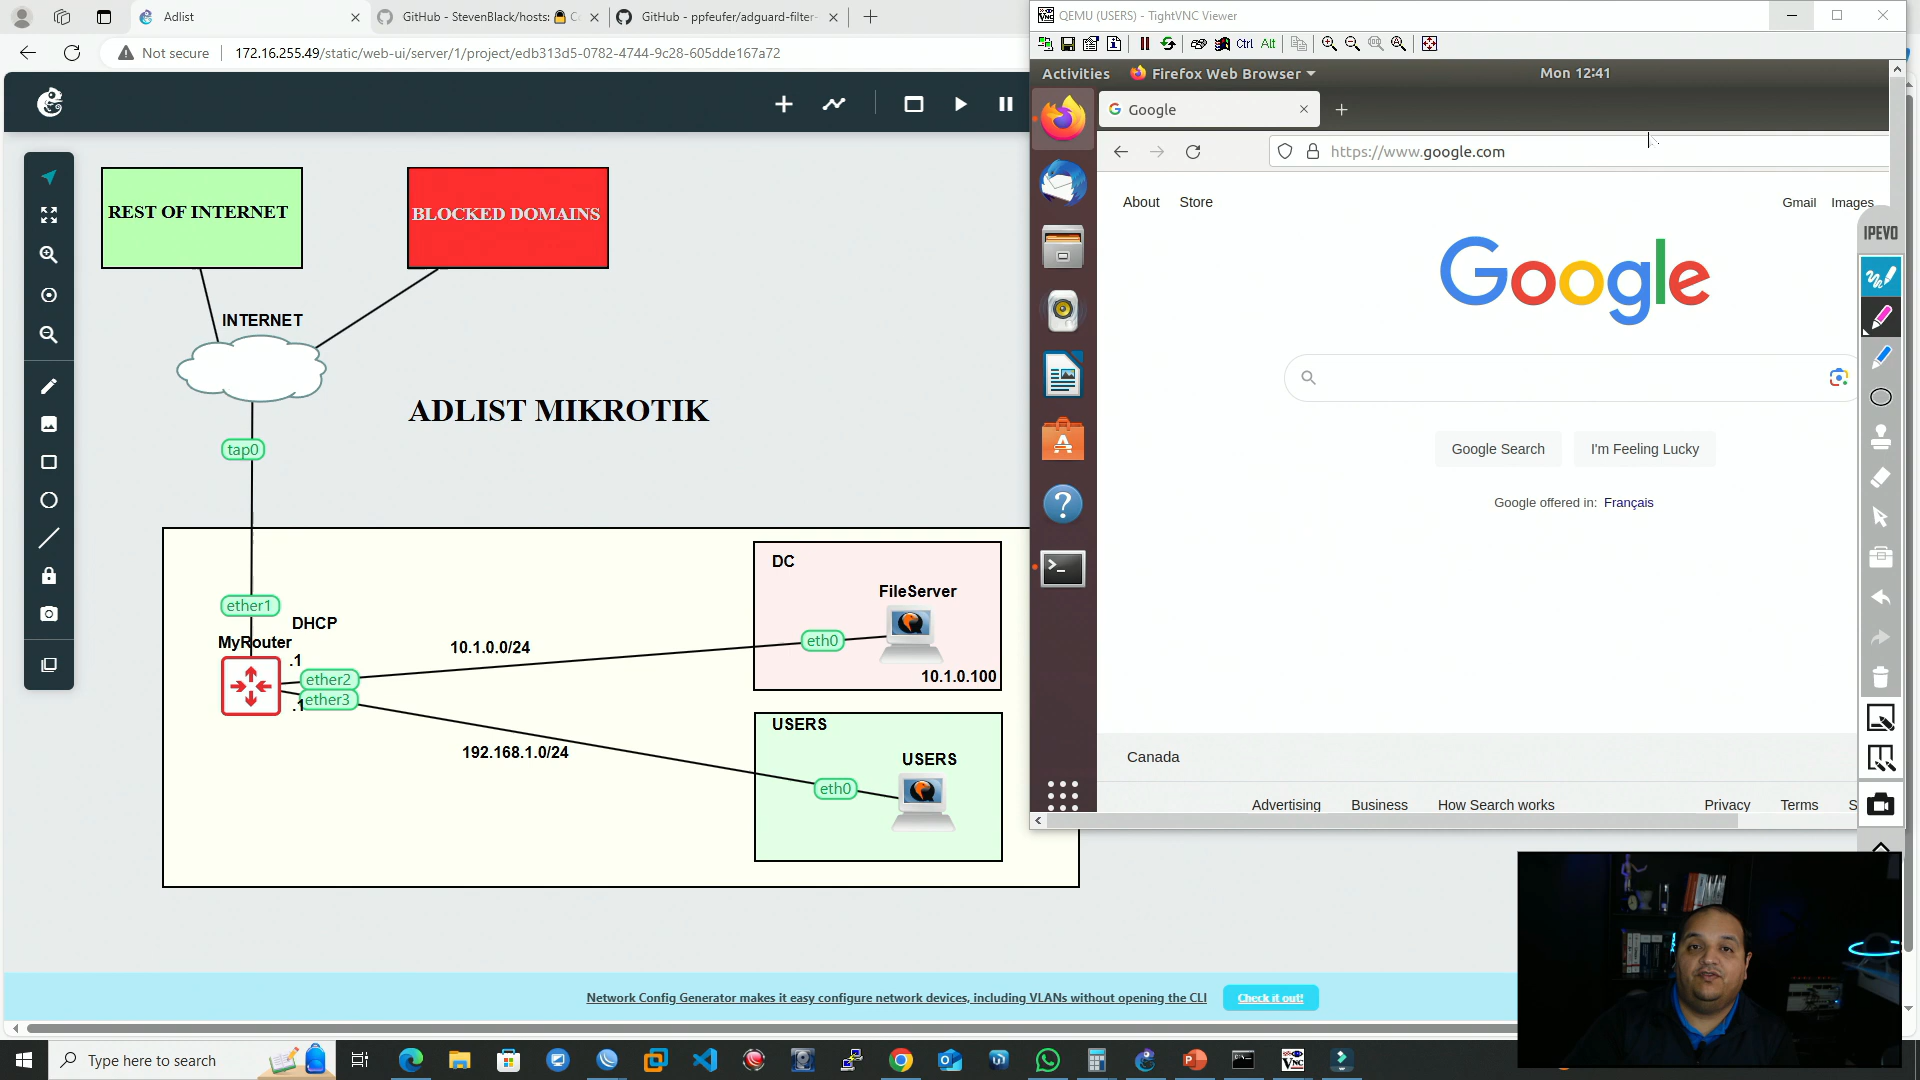 Adlist
GitHub - StevenBlack/hosts: 🔒 C
GitHub - ppfeufer/adguard-filter-
Not secure
172.16.255.49/static/web-ui/server/1/project/edb313d5-0782-4744-9c28-605dde167a72
REST OF INTERNET
BLOCKED DOMAINS
INTERNET
ADLIST MIKROTIK
tap0
ether1
DHCP
MyRouter
.1
ether2
ether3
.1
10.1.0.0/24
192.168.1.0/24
DC
FileServer
eth0
10.1.0.100
USERS
USERS
eth0
Network Config Generator makes it easy configure network devices, including VLANs without opening the CLI
Check it out!
QEMU (USERS) - TightVNC Viewer
Ctrl Alt
Activities
Firefox Web Browser
Mon 12:41
Google
https://www.google.com
About
Store
Gmail
Images
Google
Google Search
I'm Feeling Lucky
Google offered in: Français
Canada
Advertising
Business
How Search works
Privacy
Terms
S
IPEVO
Type here to search